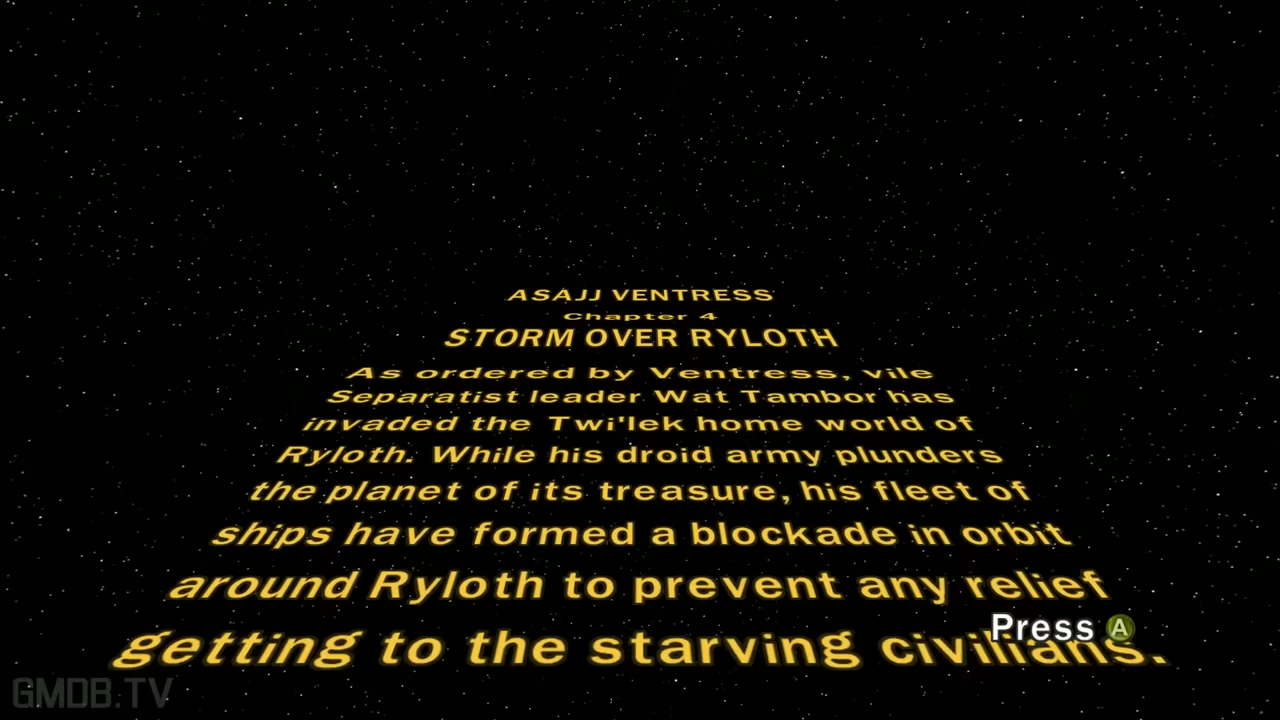 ASAJJ VENTRESS
Chapter 4
STORM OVER RYLOTH
As ordered by Ventress, vile
Separatist leader Wat Tambor has
invaded the Twi'lek home world of
Ryloth. While his droid army plunders
the planet of its treasure, his fleet of
ships have formed a blockade in orbit
around Ryloth to prevent any relief
getting to the starving civilians.
Press A
GMDB.TV